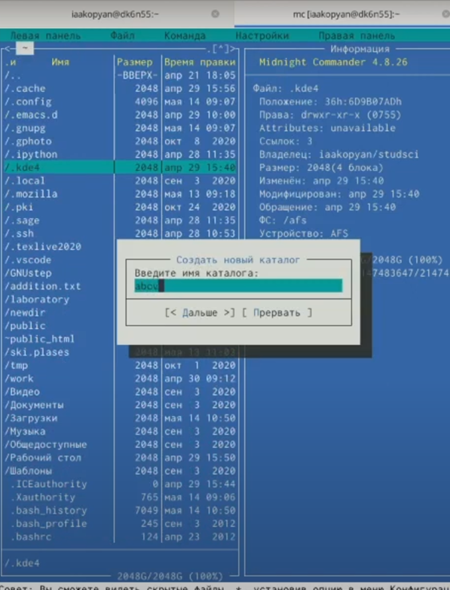 iaakopyan@dk6n55:~
mc [iaakopyan@dk6n55]:~
Левая панель Файл Команда Настройки Правая панель
~ .[^]>
.и Имя Размер Время правки
/.. -ВВЕРХ- апр 21 18:05
/.cache 2048 апр 29 15:56
/.config 4096 мая 14 09:07
/.emacs.d 2048 апр 29 10:00
/.gnupg 2048 мая 14 09:07
/.gphoto 2048 окт 8 2020
/.ipython 2048 апр 28 11:35
/.kde4 2048 апр 29 15:40
/.local 2048 сен 3 2020
/.mozilla 2048 мая 13 09:18
/.pki 2048 окт 24 2020
/.sage 2048 апр 28 11:35
/.ssh 2048 апр 28 10:53
/.texlive2020
/.vscode
/GNUstep
/addition.txt
/laboratory
/newdir
/public
~public_html
/ski.plases 2048
/tmp 2048 окт 1 2020
/work 2048 апр 30 09:12
/Видео 2048 сен 3 2020
/Документы 2048 сен 3 2020
/Загрузки 2048 мая 14 10:50
/Музыка 2048 сен 3 2020
/Общедоступные 2048 сен 3 2020
/Рабочий стол 2048 апр 29 15:50
/Шаблоны 2048 сен 3 2020
.ICEauthority 0 апр 29 15:44
.Xauthority 765 мая 14 09:06
.bash_history 7049 мая 14 10:50
.bash_profile 245 сен 3 2012
.bashrc 124 апр 23 2012
/.kde4
2048G/2048G (100%)
Информация
Midnight Commander 4.8.26
Файл: .kde4
Положение: 36h:6D9B07ADh
Права: drwxr-xr-x (0755)
Attributes: unavailable
Ссылок: 3
Владелец: iaakopyan/studsci
Размер: 2048(4 блока)
Изменён: апр 29 15:40
Модифицирован: апр 29 15:40
Обращение: апр 29 15:40
ФС: /afs
Устройство: AFS
2048G (100%)
7483647/21474
Создать новый каталог
Введите имя каталога:
abou
[< Дальше >] [ Прервать ]
Совет: Вы сможете видеть скрытые файлы .*, установив опцию в меню Конфигурац